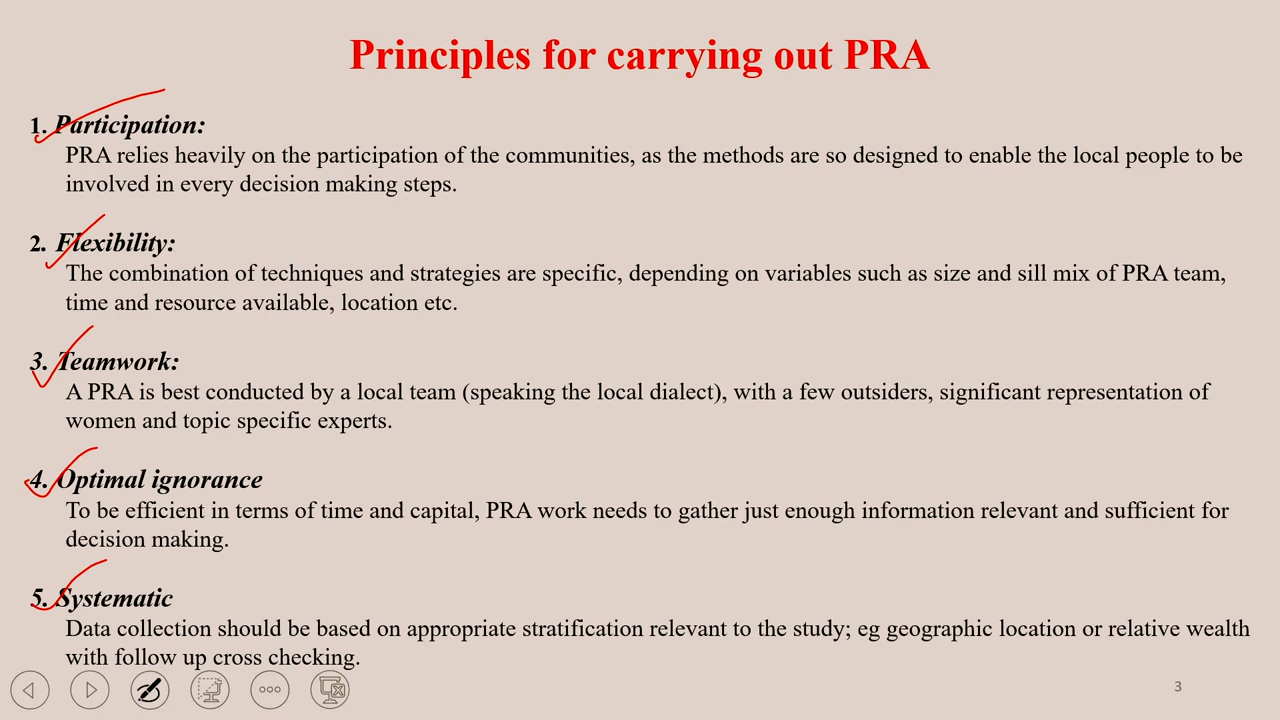 Principles for carrying out PRA
1. Participation:
PRA relies heavily on the participation of the communities, as the methods are so designed to enable the local people to be
involved in every decision making steps.
2. Flexibility:
The combination of techniques and strategies are specific, depending on variables such as size and sill mix of PRA team,
time and resource available, location etc.
3. Teamwork:
A PRA is best conducted by a local team (speaking the local dialect), with a few outsiders, significant representation of
women and topic specific experts.
4. Optimal ignorance
To be efficient in terms of time and capital, PRA work needs to gather just enough information relevant and sufficient for
decision making.
5. Systematic
Data collection should be based on appropriate stratification relevant to the study; eg geographic location or relative wealth
with follow up cross checking.
3